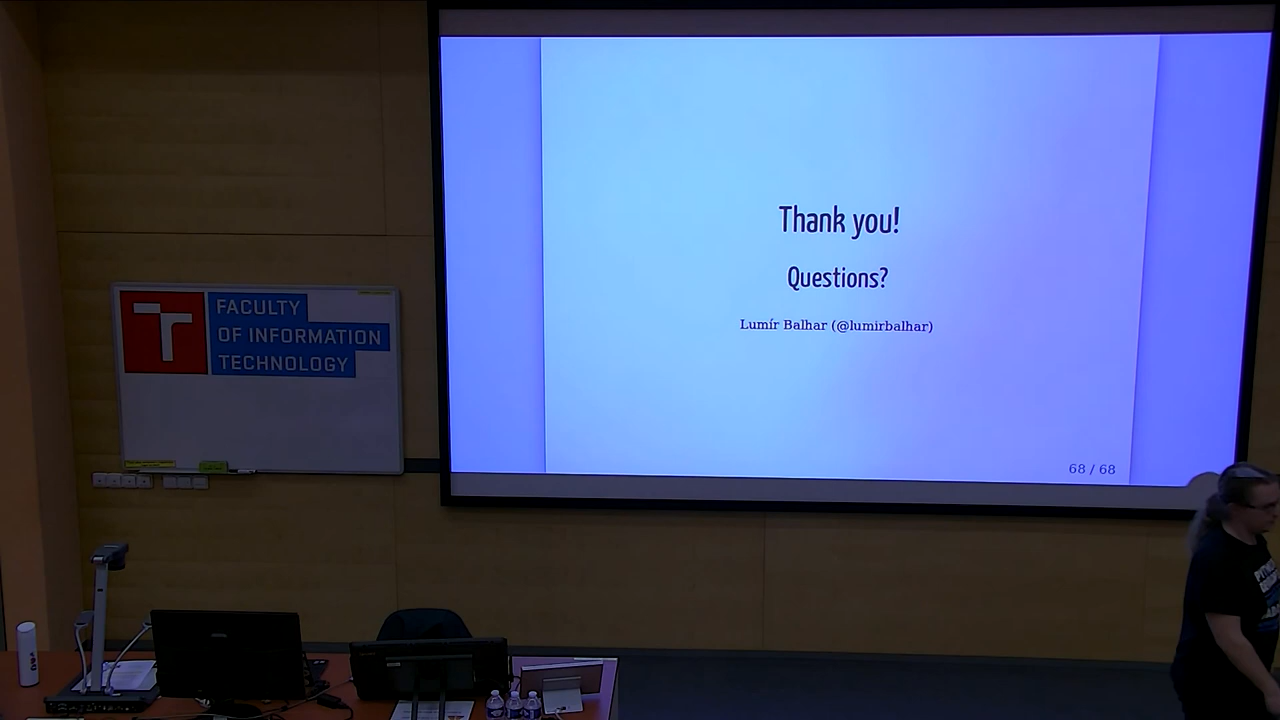 Thank you!
Questions?
Lumír Balhar (@lumirbalhar)
68 / 68
FACULTY
OF INFORMATION
TECHNOLOGY